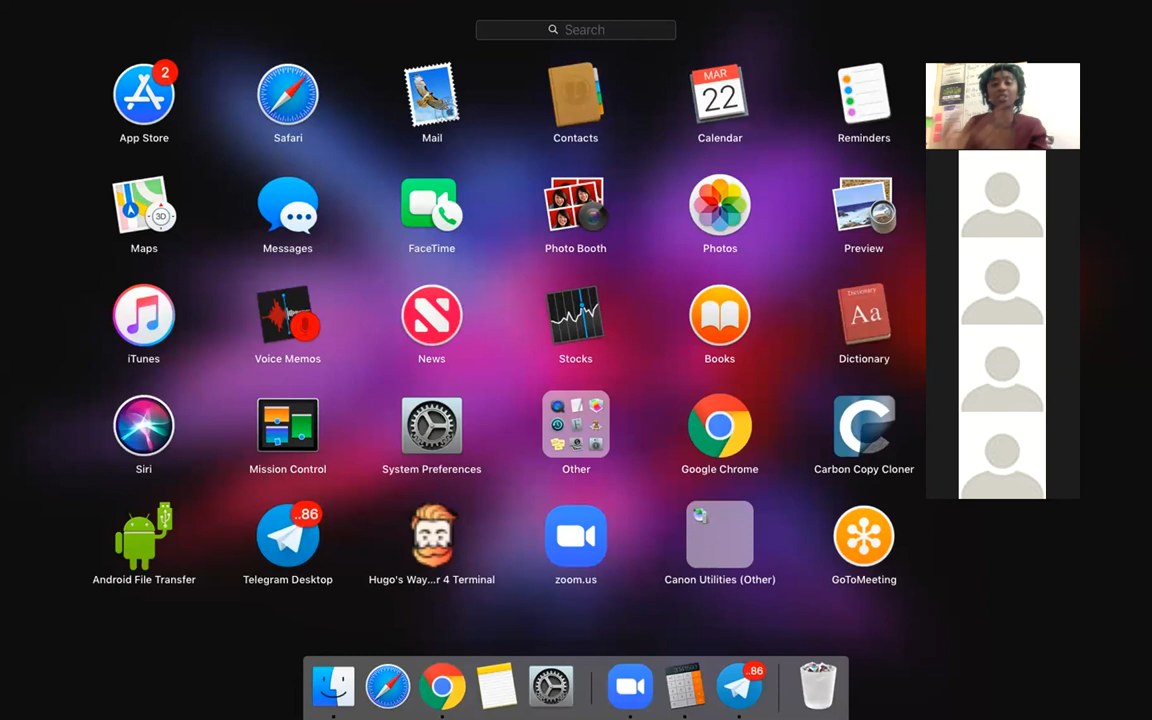 Search
2
App Store
Safari
Mail
Contacts
MAR
22
Calendar
Reminders
3D
Maps
Messages
FaceTime
Photo Booth
Photos
Preview
iTunes
Voice Memos
News
Stocks
Books
Dictionary
Aa
Dictionary
Siri
Mission Control
System Preferences
Other
Google Chrome
Carbon Copy Cloner
Android File Transfer
..86
Telegram Desktop
Hugo's Way...r 4 Terminal
zoom.us
Canon Utilities (Other)
GoToMeeting
..86